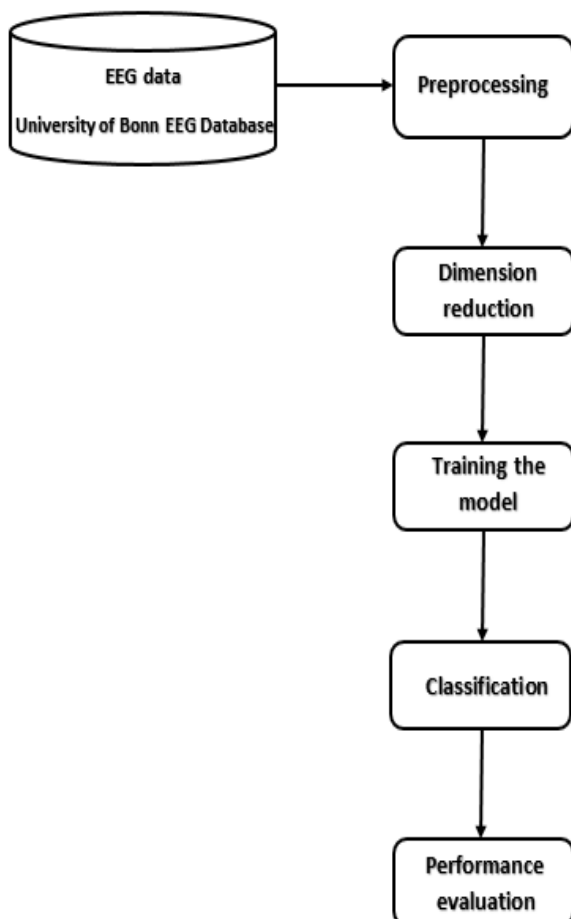 EEG data
University of Bonn EEG Database
Preprocessing
Dimension
reduction
Training the
model
Classification
Performance
evaluation